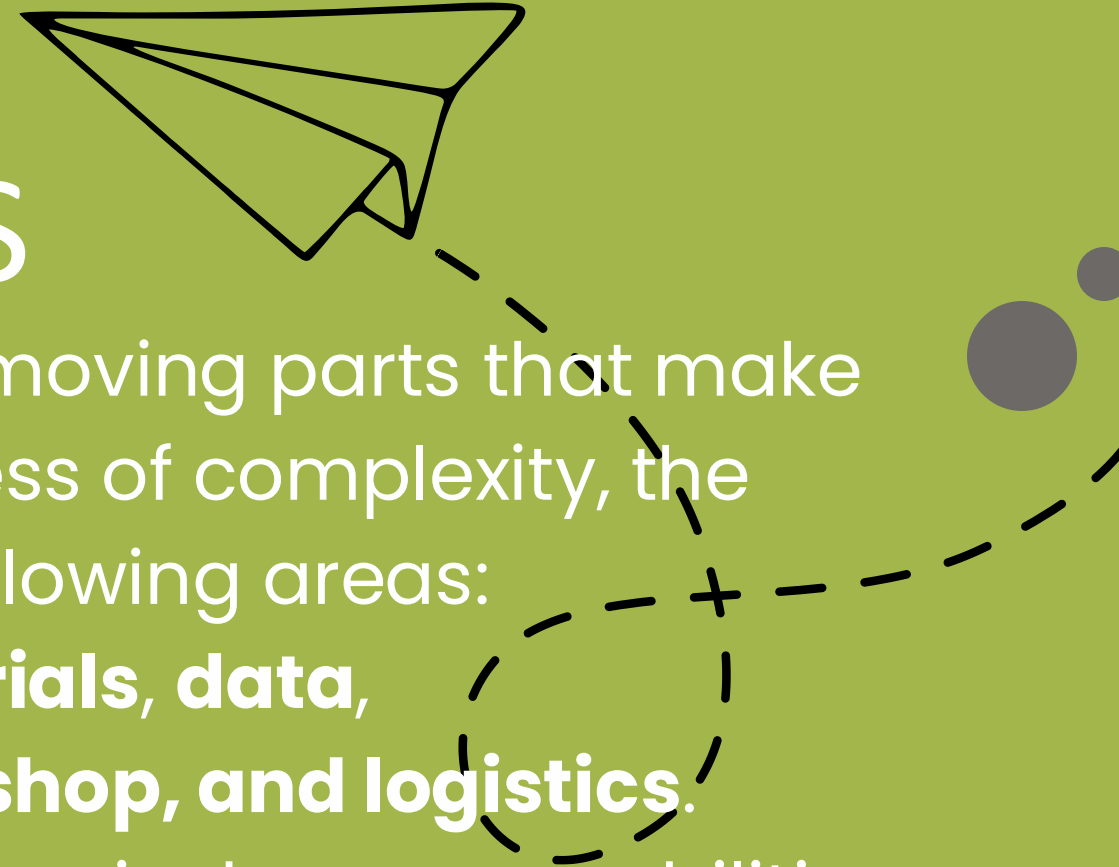 s
moving parts that make
ess of complexity, the
lowing areas:
rials, data,
shop, and logistics.